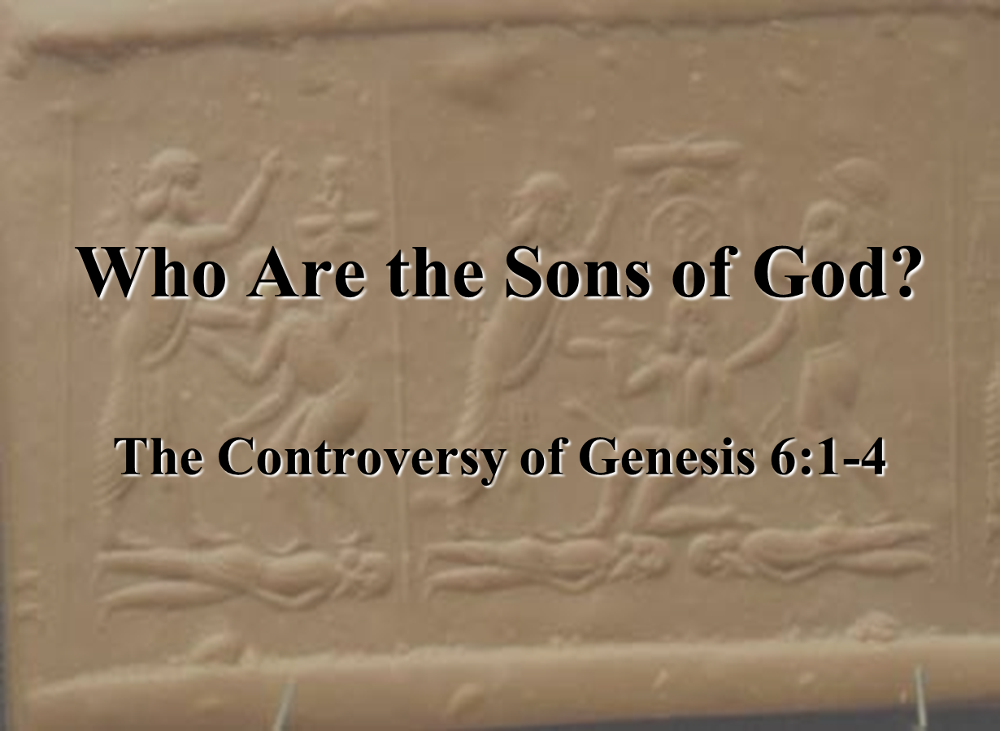 Who Are the Sons of God?
The Controversy of Genesis 6:1-4